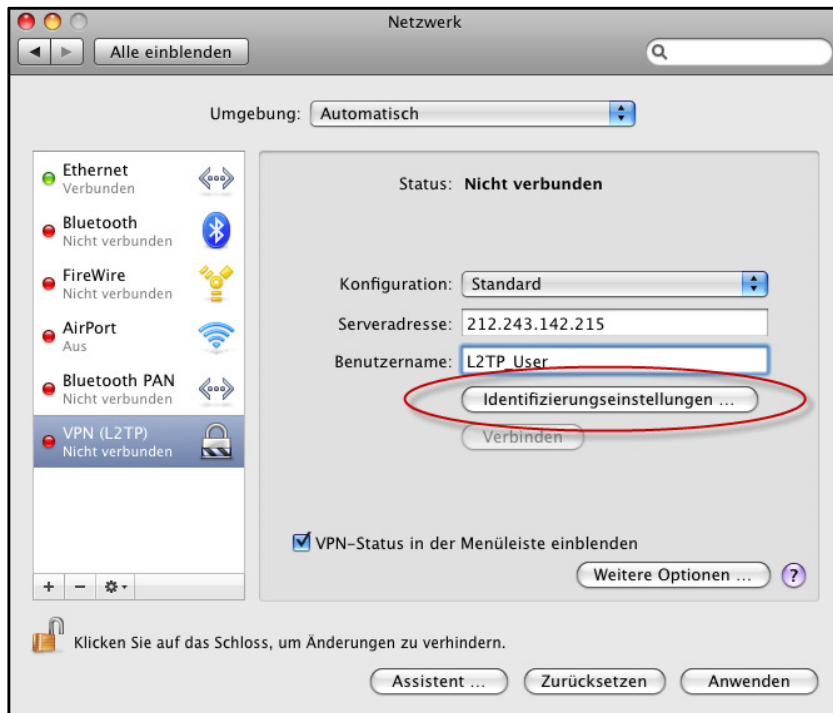 Netzwerk
Alle einblenden
Umgebung: Automatisch
Ethernet
Verbunden
Bluetooth
Nicht verbunden
FireWire
Nicht verbunden
AirPort
Aus
Bluetooth PAN
Nicht verbunden
VPN (L2TP)
Nicht verbunden
Status: Nicht verbunden
Konfiguration: Standard
Serveradresse: 212.243.142.215
Benutzername: L2TP_User
Identifizierungseinstellungen ...
Verbinden
VPN-Status in der Menüleiste einblenden
Weitere Optionen ... ?
Klicken Sie auf das Schloss, um Änderungen zu verhindern.
Assistent ... Zurücksetzen Anwenden